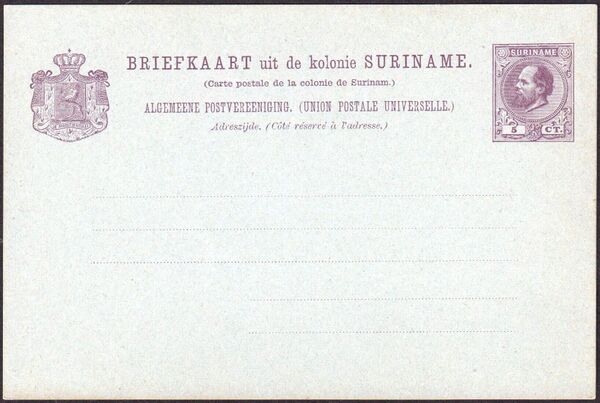 BRIEFKAART uit de kolonie SURINAME.
(Carte postale de la colonie de Surinam.)
ALGEMEENE POSTVEREENIGING. (UNION POSTALE UNIVERSELLE.)
Adreszijde. (Côté réservé à l'adresse.)
SURINAME
5 CT.